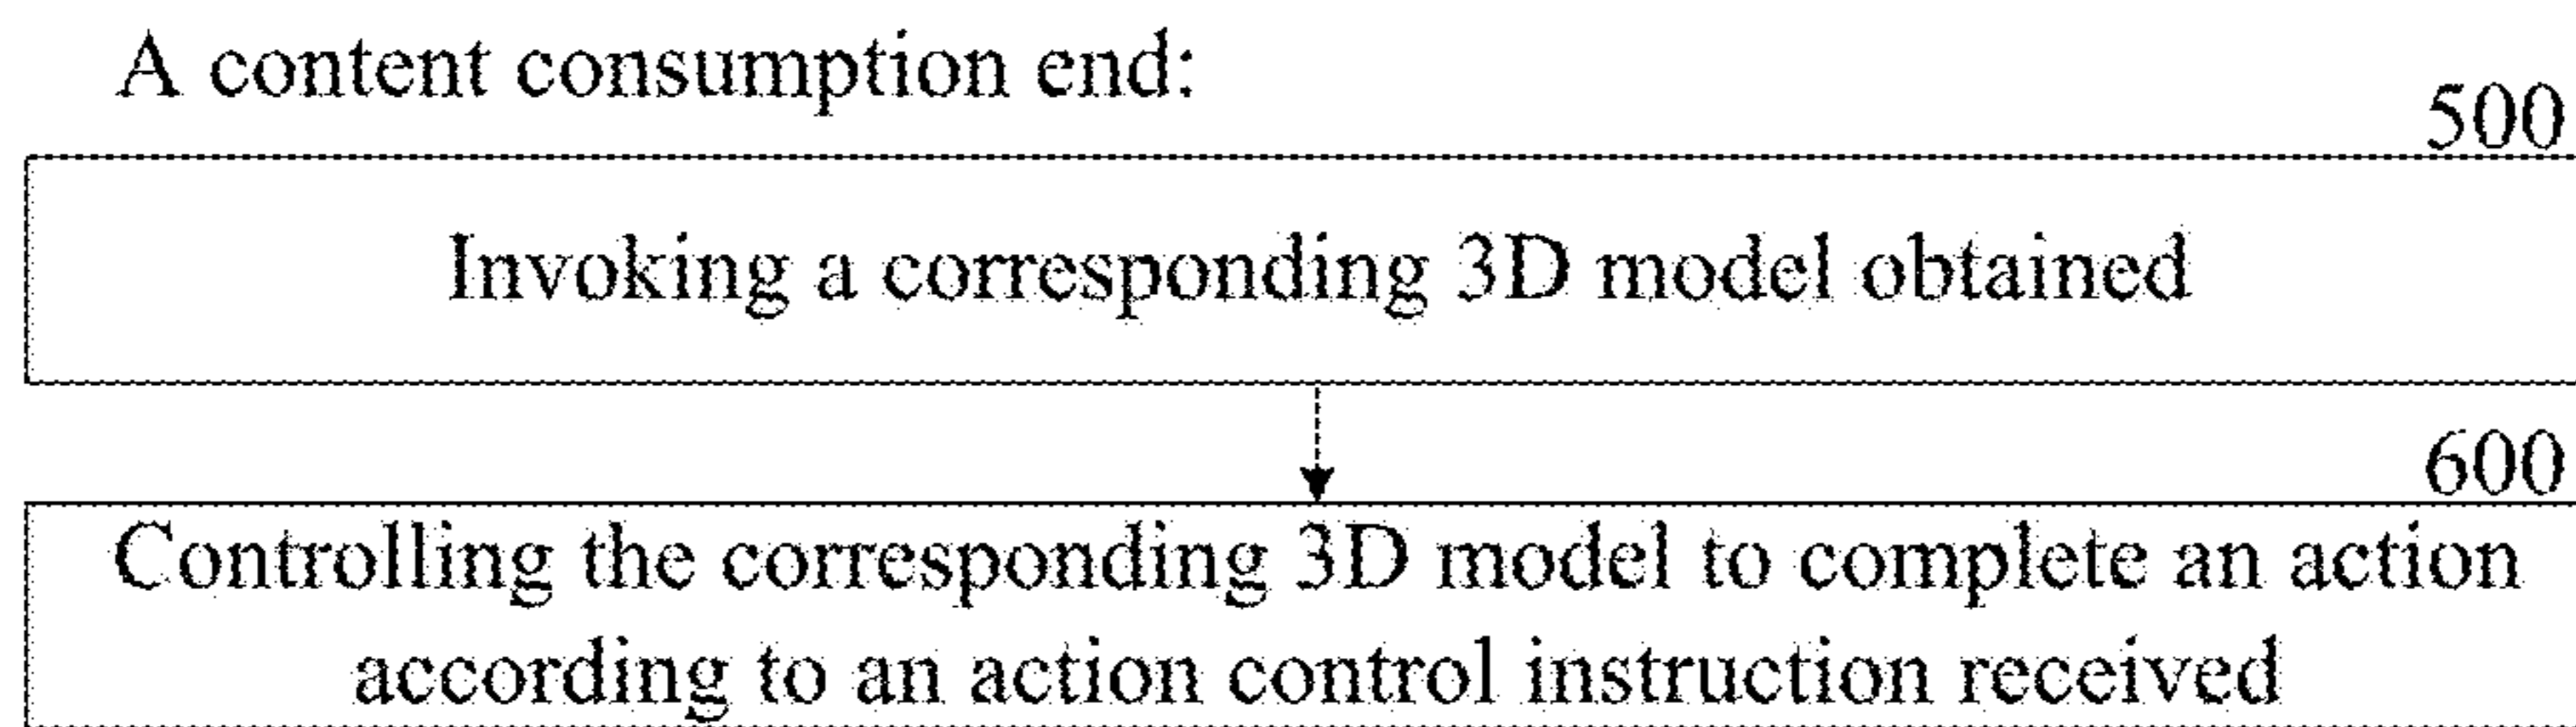 A content consumption end:
500
Invoking a corresponding 3D model obtained
600
Controlling the corresponding 3D model to complete an action
according to an action control instruction received